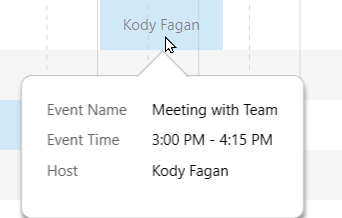 Kody Fagan
Event Name Meeting with Team
Event Time 3:00 PM - 4:15 PM
Host Kody Fagan